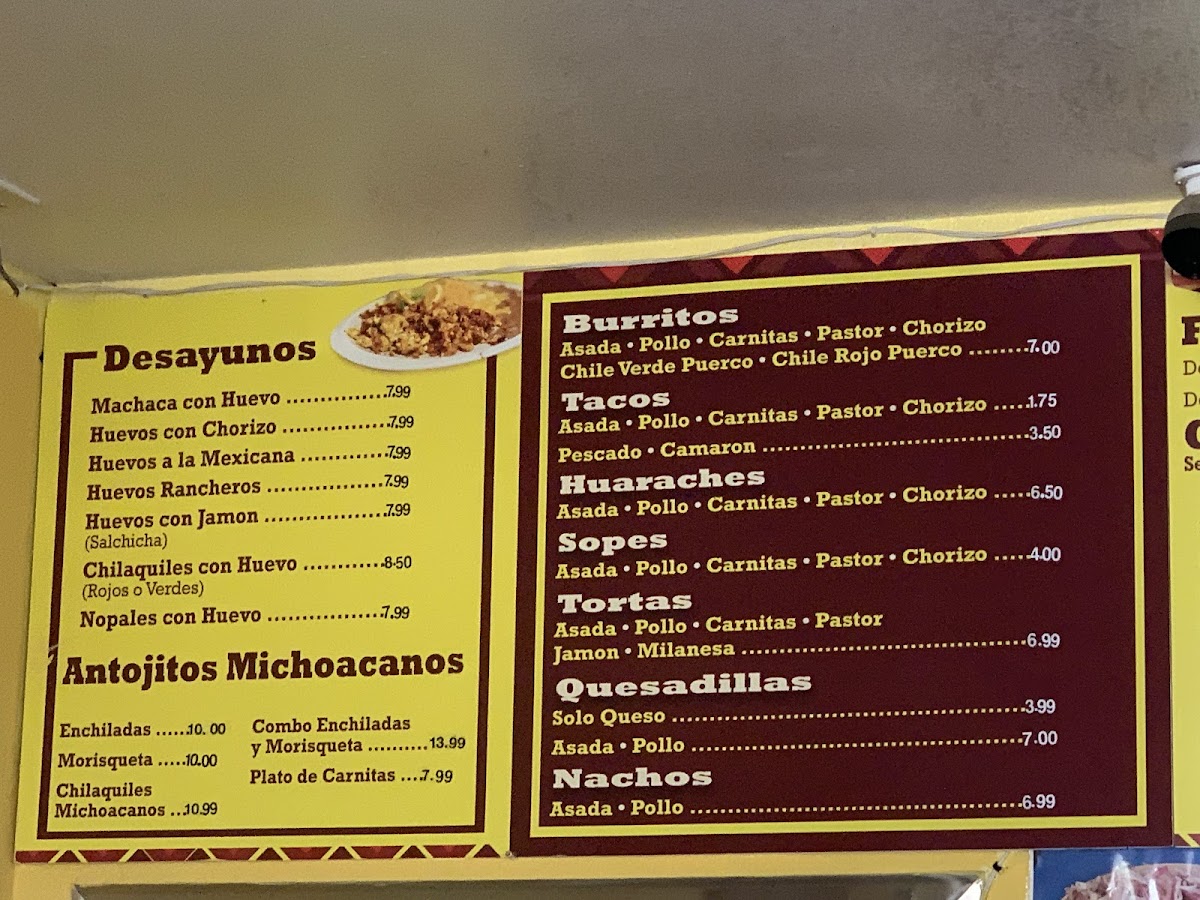 Desayunos
Machaca con Huevo ...............7.99
Huevos con Chorizo ...............7.99
Huevos a la Mexicana ............7.99
Huevos Rancheros .................7.99
Huevos con Jamon .................7.99
(Salchicha)
Chilaquiles con Huevo ............8.50
(Rojos o Verdes)
Nopales con Huevo .................7.99
Antojitos Michoacanos
Enchiladas ......10.00
Morisqueta .....10.00
Chilaquiles
Michoacanos ...10.99
Combo Enchiladas
y Morisqueta ..........13.99
Plato de Carnitas ....7.99
Burritos
Asada • Pollo • Carnitas • Pastor • Chorizo
Chile Verde Puerco • Chile Rojo Puerco .........7.00
Tacos
Asada • Pollo • Carnitas • Pastor • Chorizo .....1.75
Pescado • Camaron ........................................3.50
Huaraches
Asada • Pollo • Carnitas • Pastor • Chorizo .....6.50
Sopes
Asada • Pollo • Carnitas • Pastor • Chorizo .....4.00
Tortas
Asada • Pollo • Carnitas • Pastor
Jamon • Milanesa ...........................................6.99
Quesadillas
Solo Queso .....................................................3.99
Asada • Pollo ..................................................7.00
Nachos
Asada • Pollo ..................................................6.99